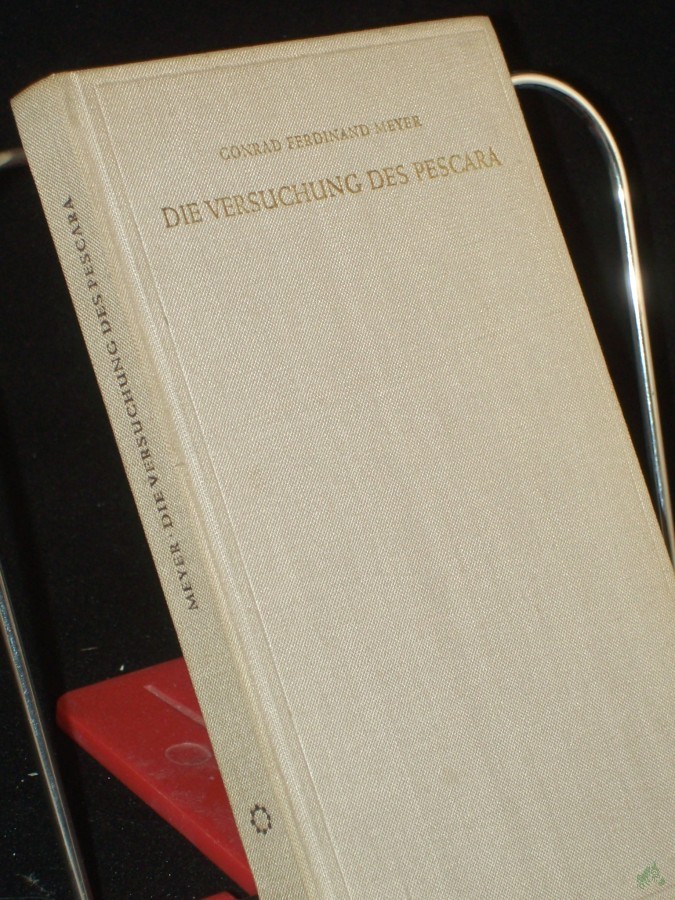 CONRAD FERDINAND MEYER
DIE VERSUCHUNG DES PESCARA
MEYER · DIE VERSUCHUNG DES PESCARA